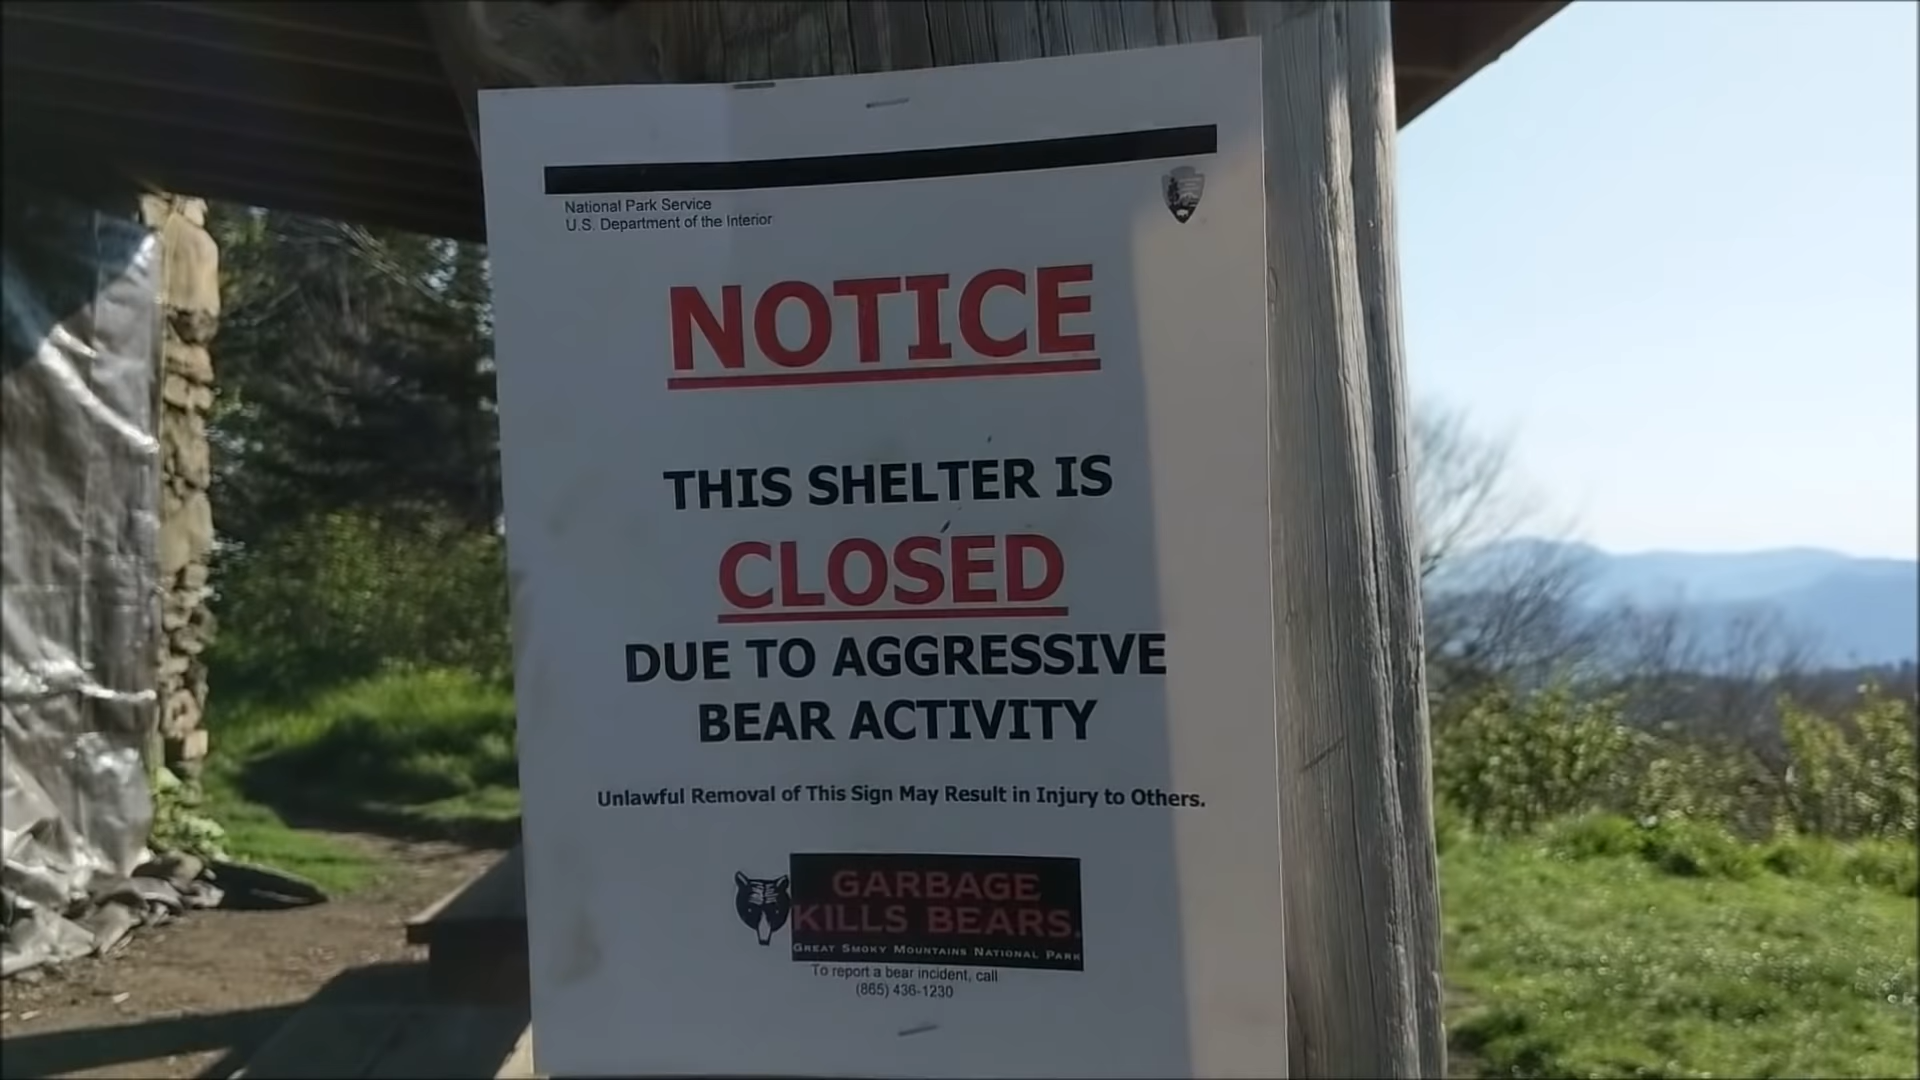 National Park Service
U.S. Department of the Interior
NOTICE
THIS SHELTER IS
CLOSED
DUE TO AGGRESSIVE
BEAR ACTIVITY
Unlawful Removal of This Sign May Result in Injury to Others.
GARBAGE
KILLS BEARS.
GREAT SMOKY MOUNTAINS NATIONAL PARK
To report a bear incident, call
(865) 436-1230